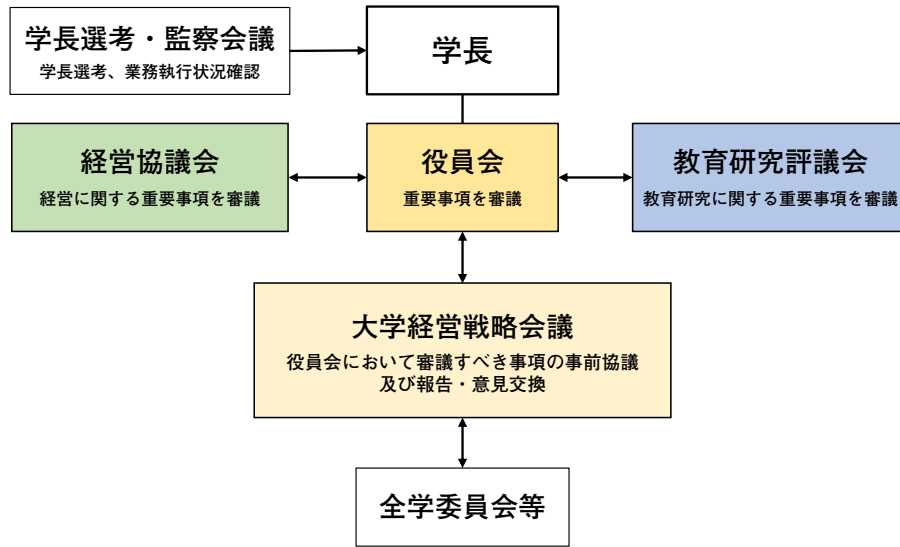 学長選考・監察会議
学長選考、業務執行状況確認
学長
経営協議会
経営に関する重要事項を審議
役員会
重要事項を審議
教育研究評議会
教育研究に関する重要事項を審議
大学経営戦略会議
役員会において審議すべき事項の事前協議
及び報告・意見交換
全学委員会等